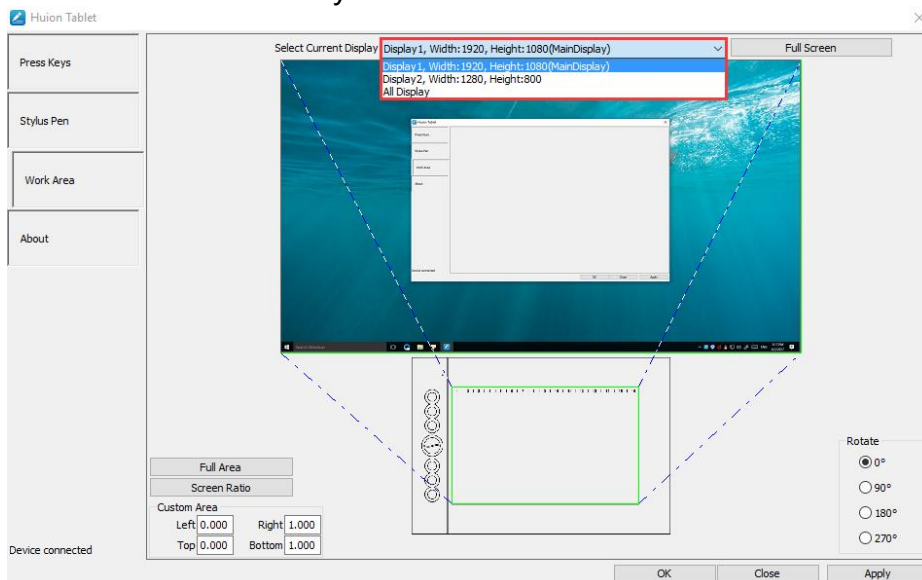 Huion Tablet
Press Keys
Stylus Pen
Work Area
About
Device connected
Select Current Display
Display1, Width:1920, Height:1080(MainDisplay)
Full Screen
Display1, Width:1920, Height:1080(MainDisplay)
Display2, Width:1280, Height:800
All Display
Huion Tablet
Full Area
Screen Ratio
Custom Area
Left 0.000 Right 1.000
Top 0.000 Bottom 1.000
Rotate
0°
90°
180°
270°
OK Close Apply